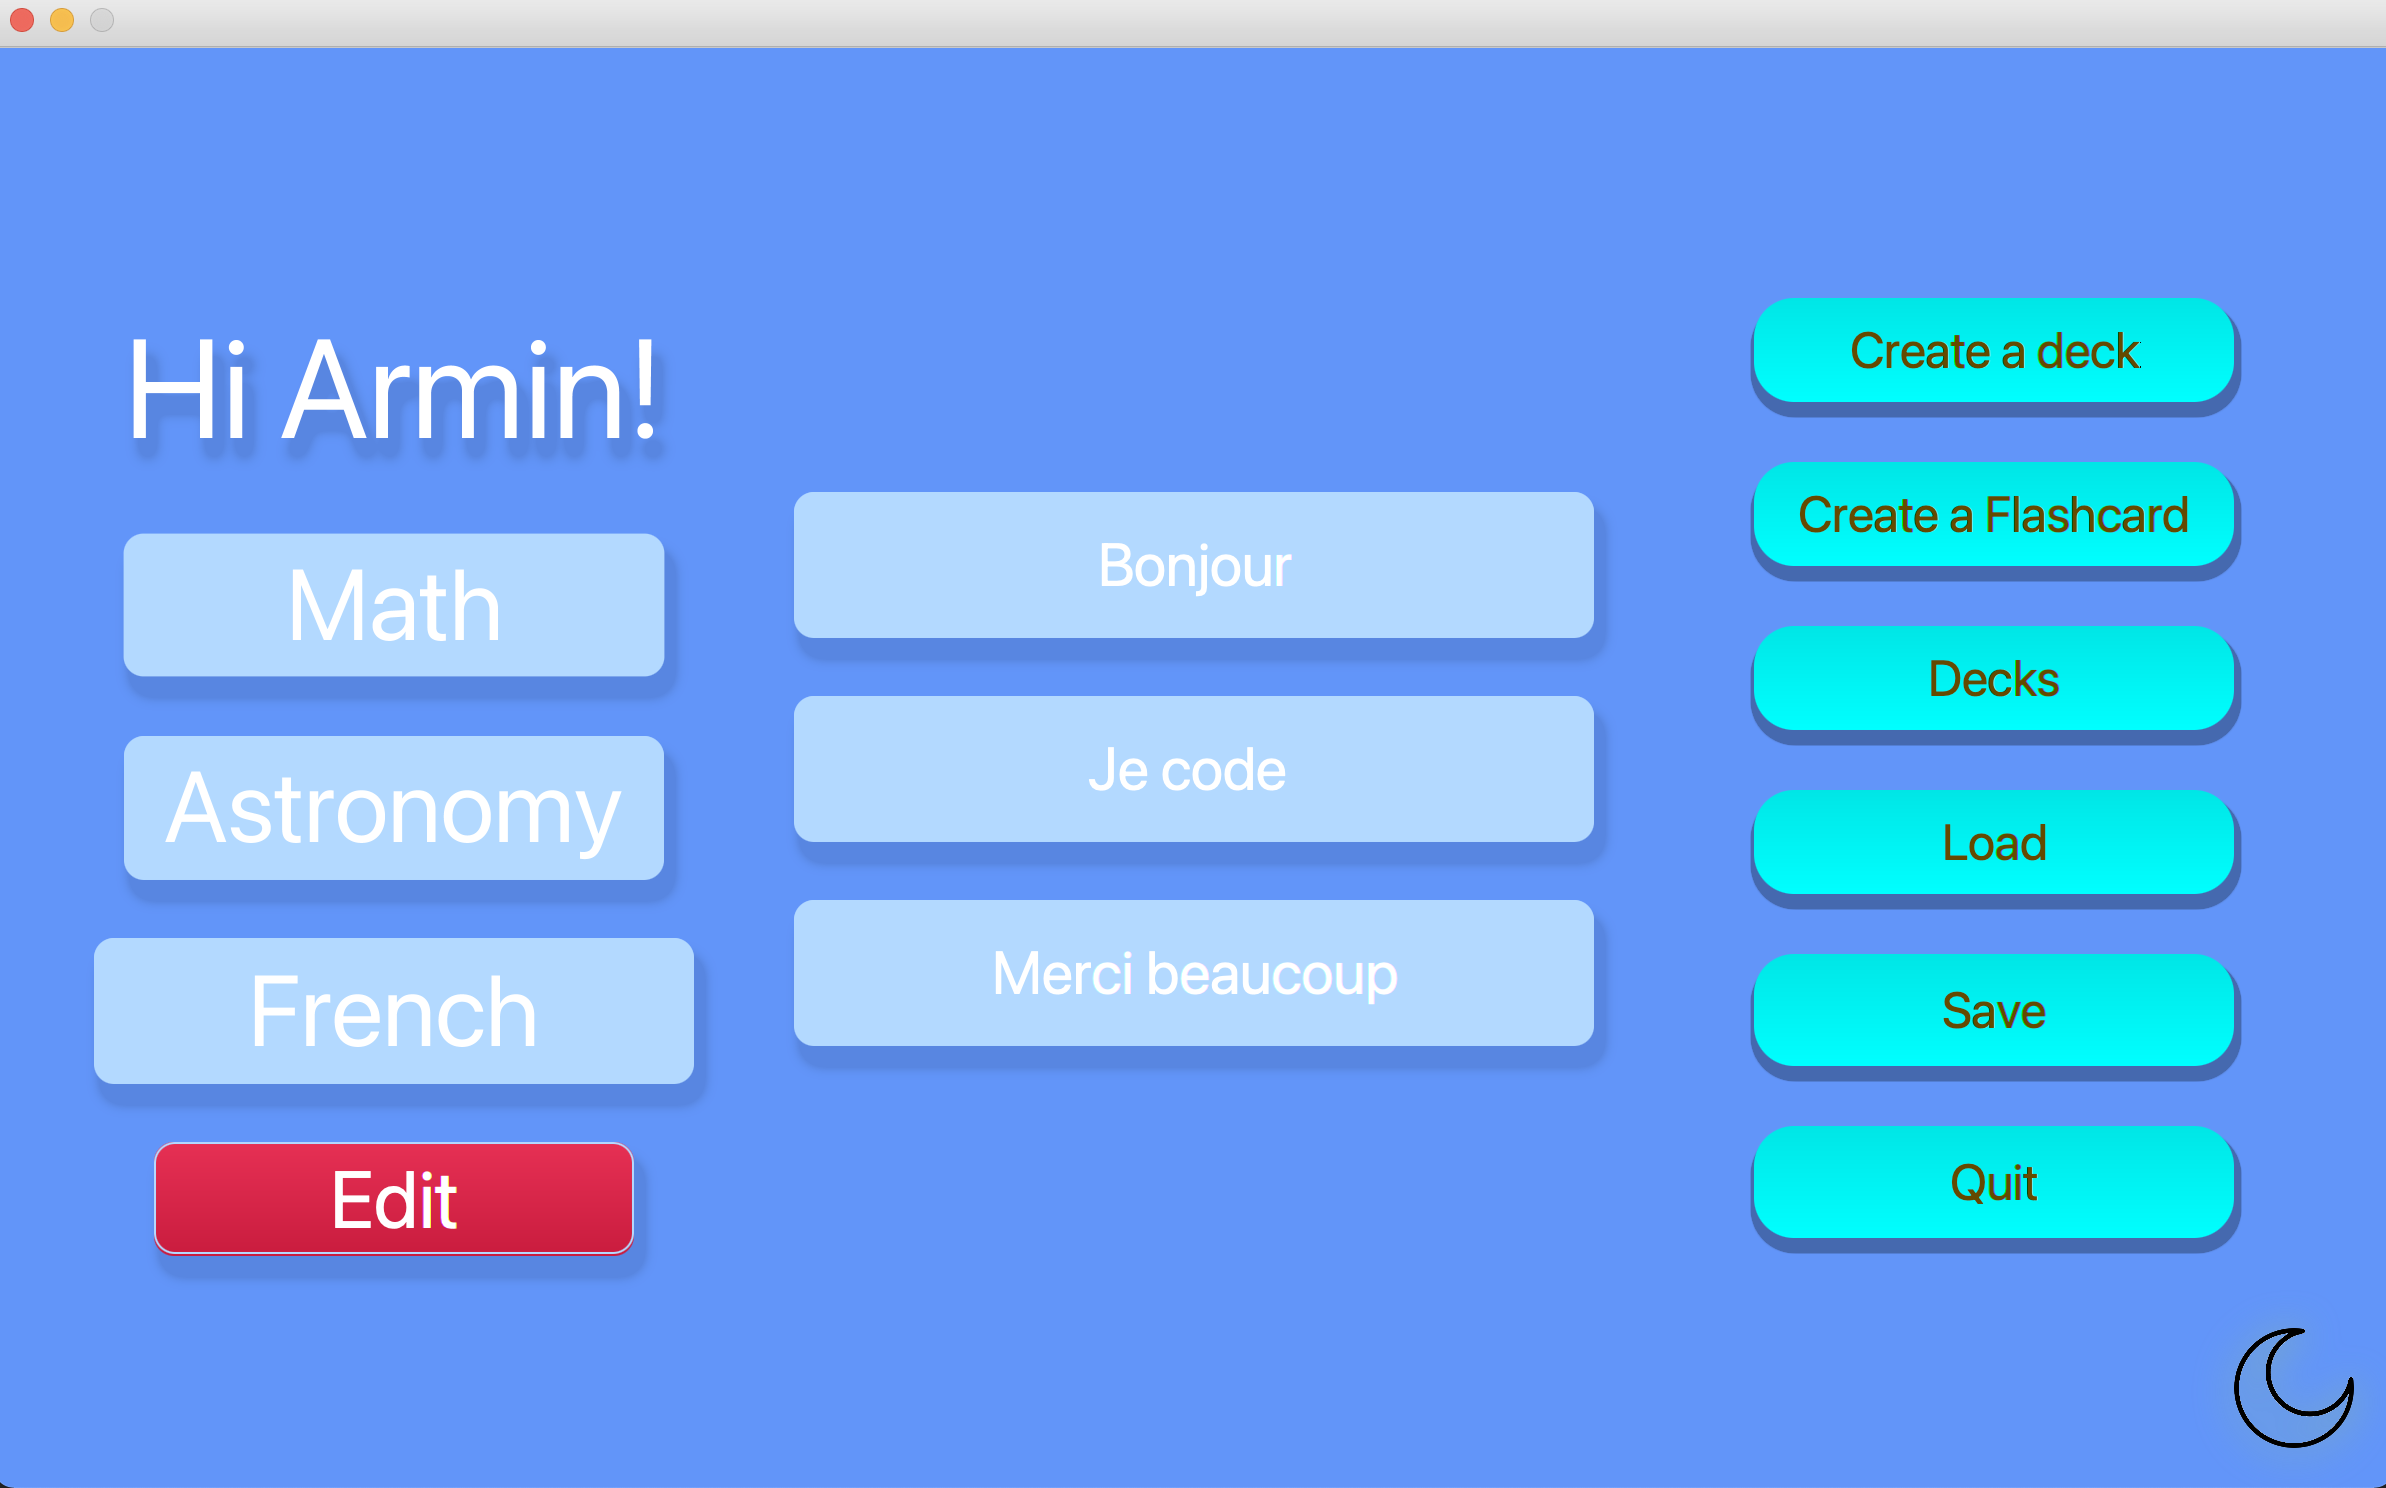 Hi Armin!
Math
Astronomy
French
Edit
Bonjour
Je code
Merci beaucoup
Create a deck
Create a Flashcard
Decks
Load
Save
Quit